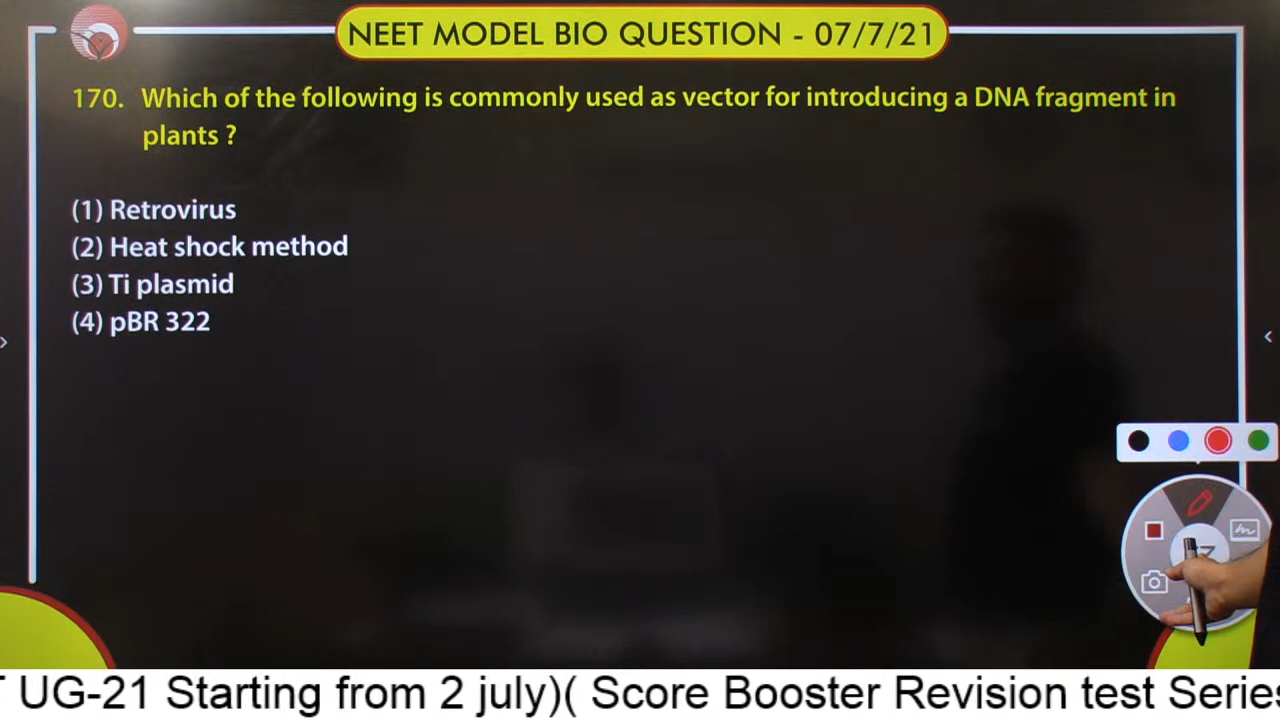 NEET MODEL BIO QUESTION - 07/7/21
170. Which of the following is commonly used as vector for introducing a DNA fragment in
plants ?
(1) Retrovirus
(2) Heat shock method
(3) Ti plasmid
(4) pBR 322
UG-21 Starting from 2 july)( Score Booster Revision test Series